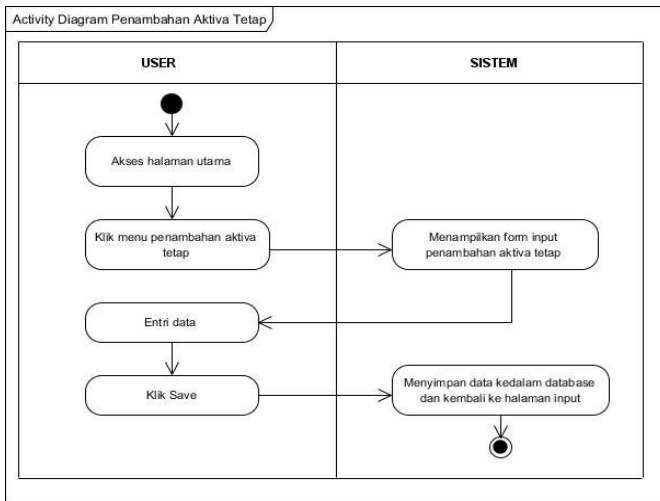 Activity Diagram Penambahan Aktiva Tetap
USER
SISTEM
Akses halaman utama
Klik menu penambahan aktiva
tetap
Menampilkan form input
penambahan aktiva tetap
Entri data
Klik Save
Menyimpan data kedalam database
dan kembali ke halaman input